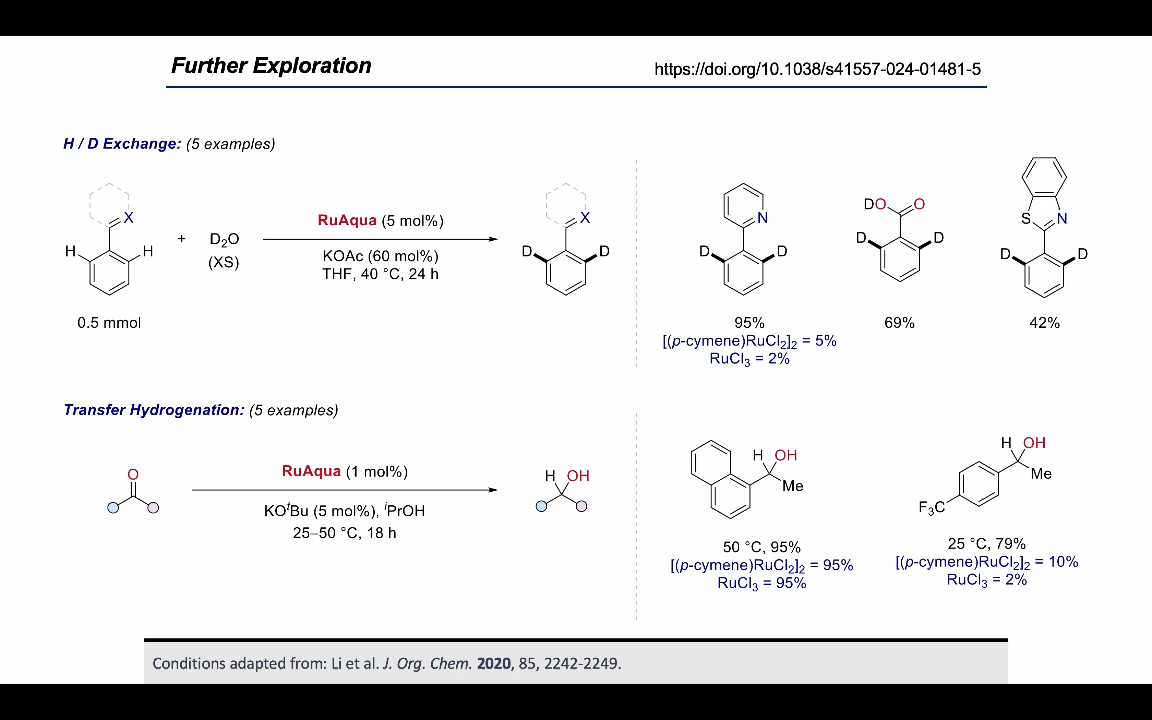 Further Exploration
https://doi.org/10.1038/s41557-024-01481-5
H / D Exchange: (5 examples)
X
H
H
0.5 mmol
+
D2O
(XS)
RuAqua (5 mol%)
KOAc (60 mol%)
THF, 40 °C, 24 h
X
D
D
N
D
D
95%
[(p-cymene)RuCl2]2 = 5%
RuCl3 = 2%
DO
O
D
D
69%
S
N
D
D
42%
Transfer Hydrogenation: (5 examples)
O
RuAqua (1 mol%)
KOtBu (5 mol%), iPrOH
25–50 °C, 18 h
H OH
H OH
Me
50 °C, 95%
[(p-cymene)RuCl2]2 = 95%
RuCl3 = 95%
H OH
Me
F3C
25 °C, 79%
[(p-cymene)RuCl2]2 = 10%
RuCl3 = 2%
Conditions adapted from: Li et al. J. Org. Chem. 2020, 85, 2242-2249.